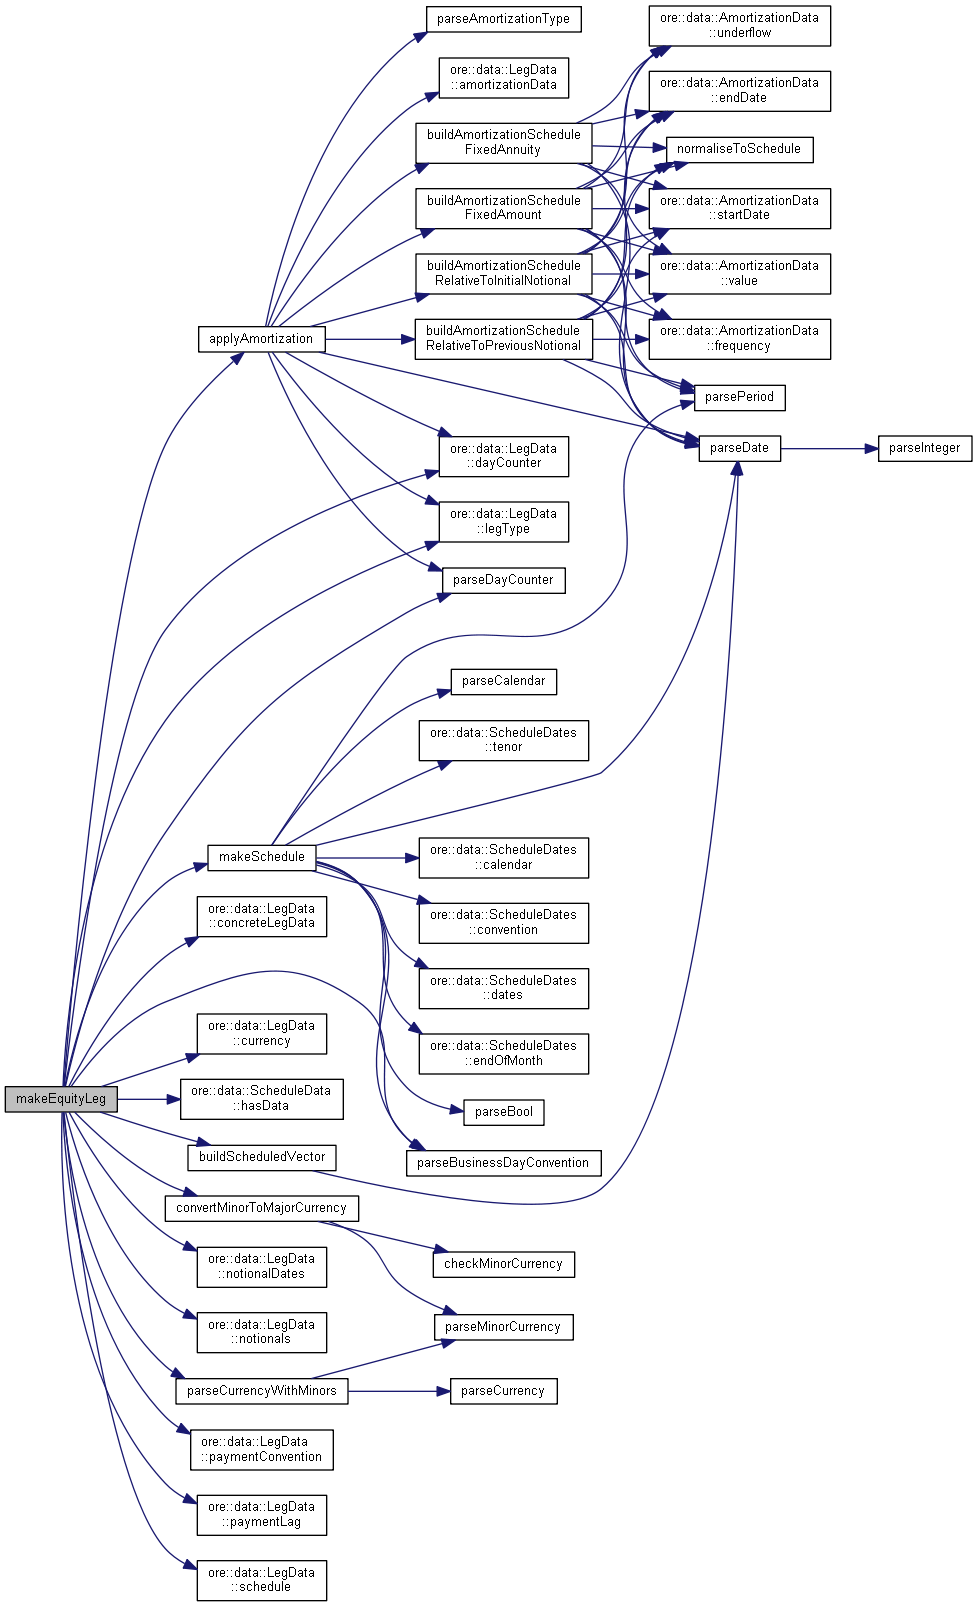 parseAmortizationType
ore::data::LegData
::amortizationData
buildAmortizationSchedule
FixedAnnuity
buildAmortizationSchedule
FixedAmount
buildAmortizationSchedule
RelativeToInitialNotional
buildAmortizationSchedule
RelativeToPreviousNotional
ore::data::AmortizationData
::underflow
ore::data::AmortizationData
::endDate
normaliseToSchedule
ore::data::AmortizationData
::startDate
ore::data::AmortizationData
::value
ore::data::AmortizationData
::frequency
parsePeriod
parseDate
parseInteger
applyAmortization
ore::data::LegData
::dayCounter
ore::data::LegData
::legType
parseDayCounter
parseCalendar
ore::data::ScheduleDates
::tenor
makeSchedule
ore::data::ScheduleDates
::calendar
ore::data::ScheduleDates
::convention
ore::data::ScheduleDates
::dates
ore::data::ScheduleDates
::endOfMonth
parseBool
parseBusinessDayConvention
ore::data::LegData
::concreteLegData
ore::data::LegData
::currency
makeEquityLeg
ore::data::ScheduleData
::hasData
buildScheduledVector
convertMinorToMajorCurrency
checkMinorCurrency
ore::data::LegData
::notionalDates
ore::data::LegData
::notionals
parseMinorCurrency
parseCurrencyWithMinors
parseCurrency
ore::data::LegData
::paymentConvention
ore::data::LegData
::paymentLag
ore::data::LegData
::schedule